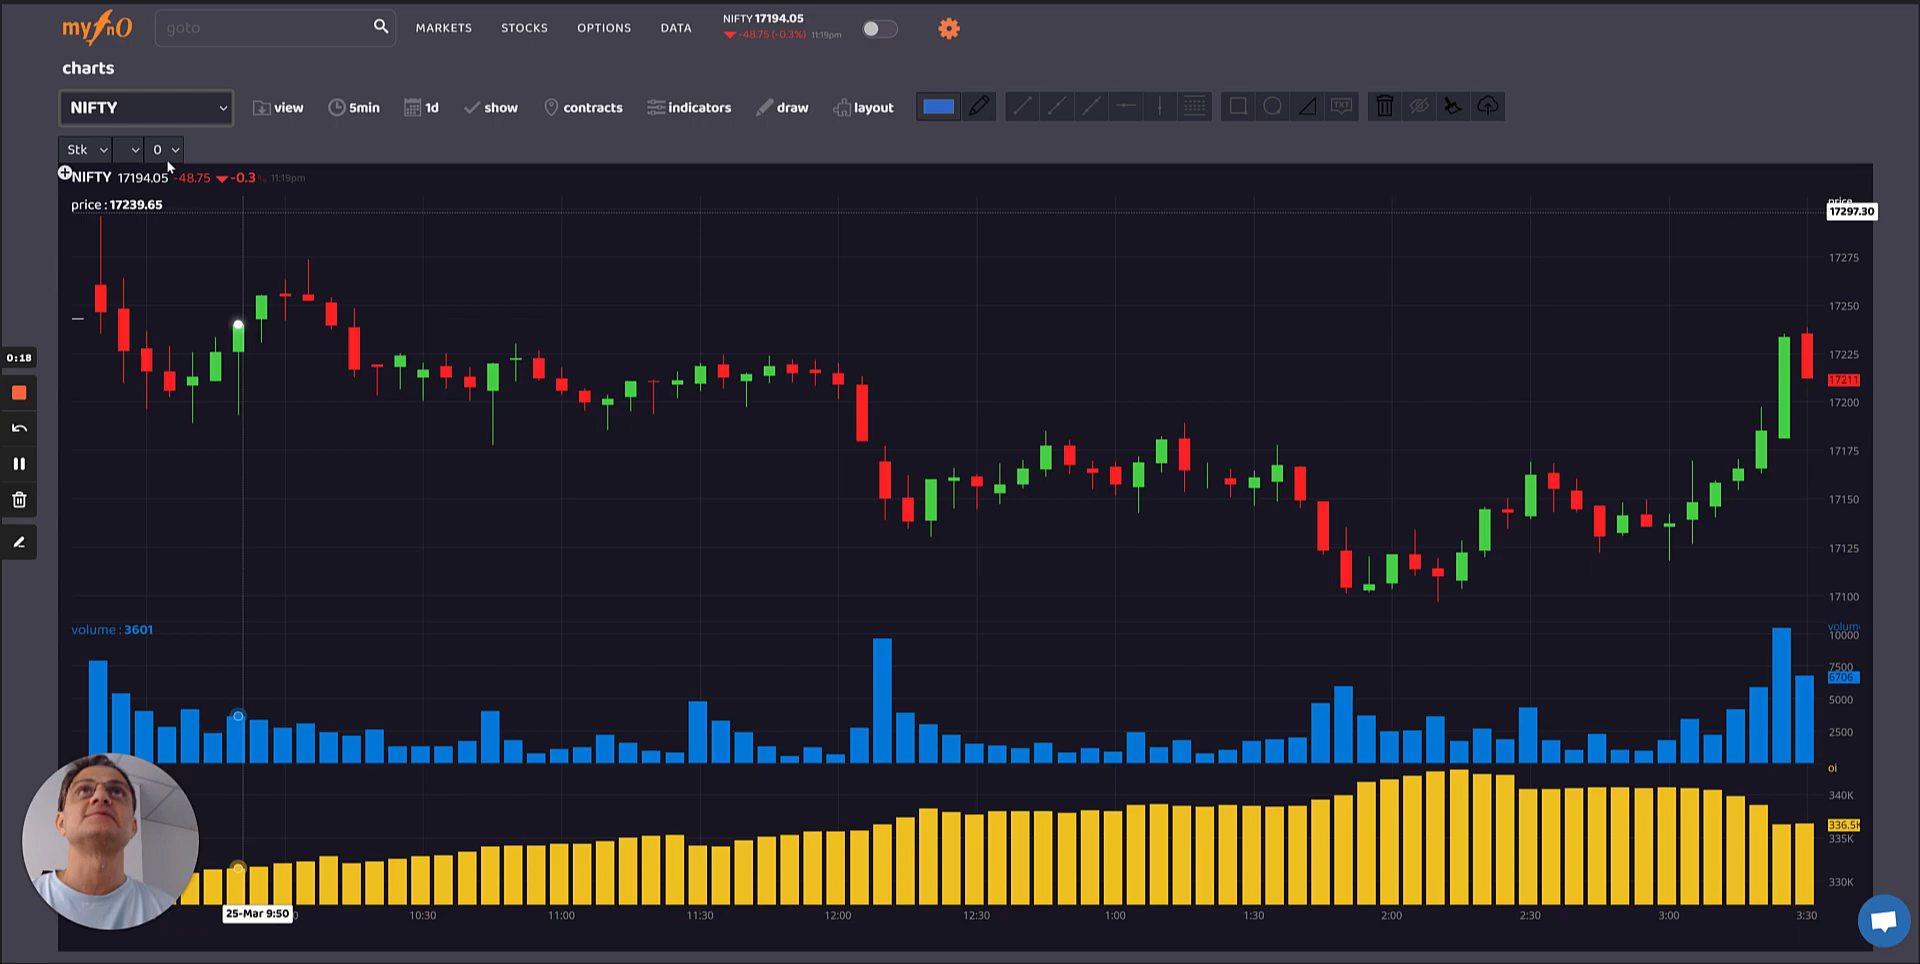 myfn0
goto
MARKETS STOCKS OPTIONS DATA
NIFTY 17194.05
-48.75 (-0.3%) 11:19pm
charts
NIFTY
view 5min 1d show contracts indicators draw layout
TXT
Stk 0
NIFTY 17194.05 -48.75 -0.3 % 11:19pm
price : 17239.65
price
17297.30
17275
17250
17225
17211
17200
17175
17150
17125
17100
0:18
volume : 3601
volum
10000
7500
6706
5000
2500
oi
340K
336.5K
335K
330K
25-Mar 9:50
10:30 11:00 11:30 12:00 12:30 1:00 1:30 2:00 2:30 3:00 3:30